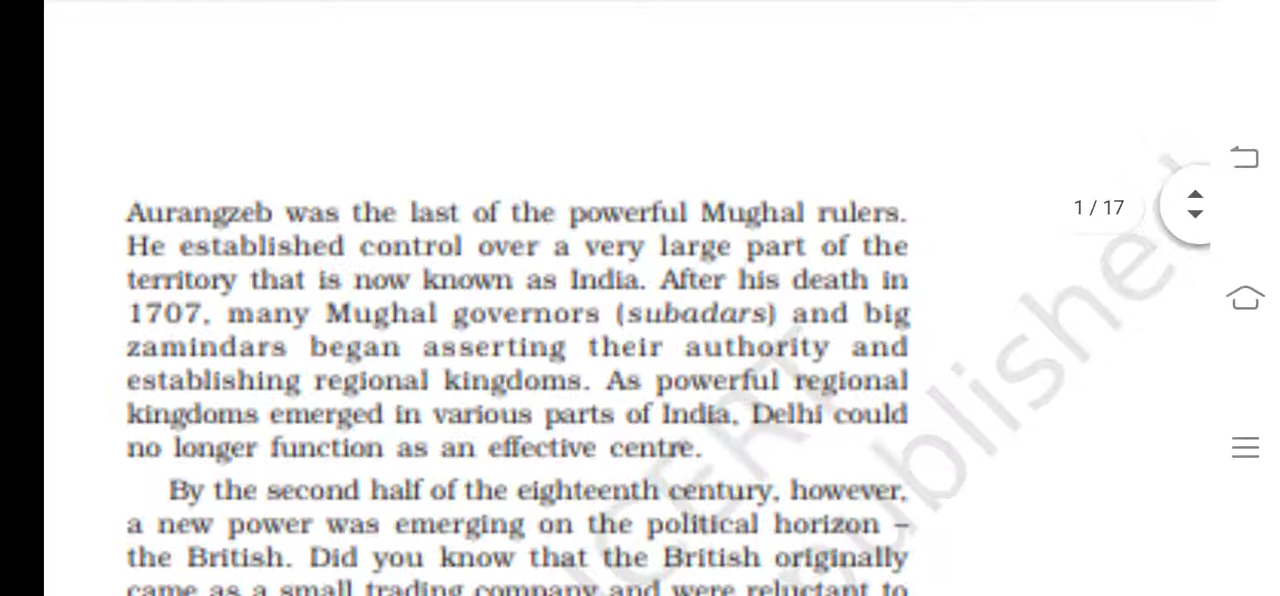 Aurangzeb was the last of the powerful Mughal rulers.
1 / 17
He established control over a very large part of the
territory that is now known as India. After his death in
1707, many Mughal governors (subadars) and big
zamindars began asserting their authority and
establishing regional kingdoms. As powerful regional
kingdoms emerged in various parts of India, Delhi could
no longer function as an effective centre.
By the second half of the eighteenth century, however,
a new power was emerging on the political horizon –
the British. Did you know that the British originally
came as a small trading company and were reluctant to